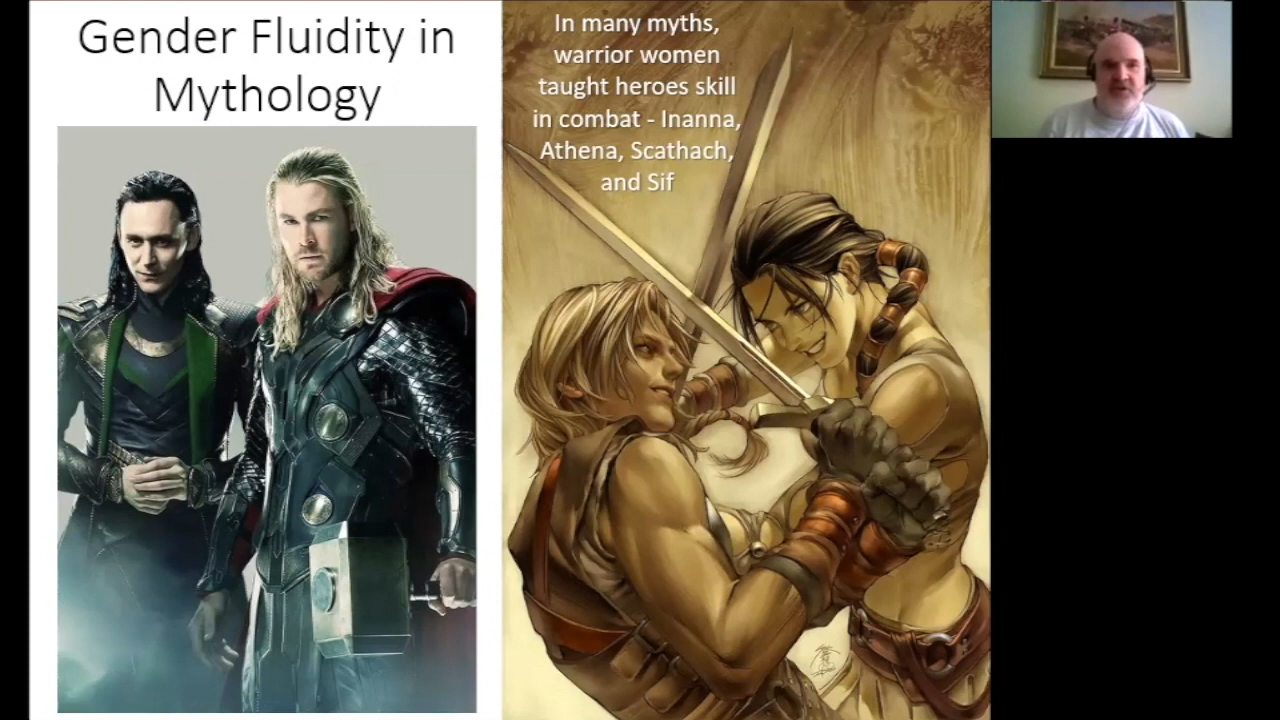 Gender Fluidity in
Mythology
In many myths,
warrior women
taught heroes skill
in combat - Inanna,
Athena, Scathach,
and Sif